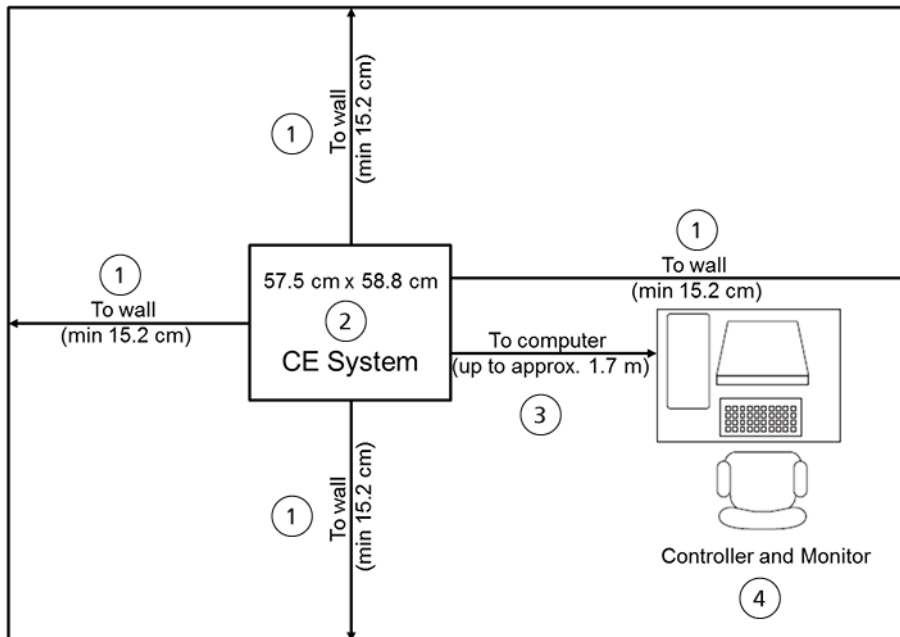 1
To wall
(min 15.2 cm)
1
To wall
(min 15.2 cm)
1
To wall
(min 15.2 cm)
57.5 cm x 58.8 cm
2
CE System
To computer
(up to approx. 1.7 m)
3
1
To wall
(min 15.2 cm)
Controller and Monitor
4